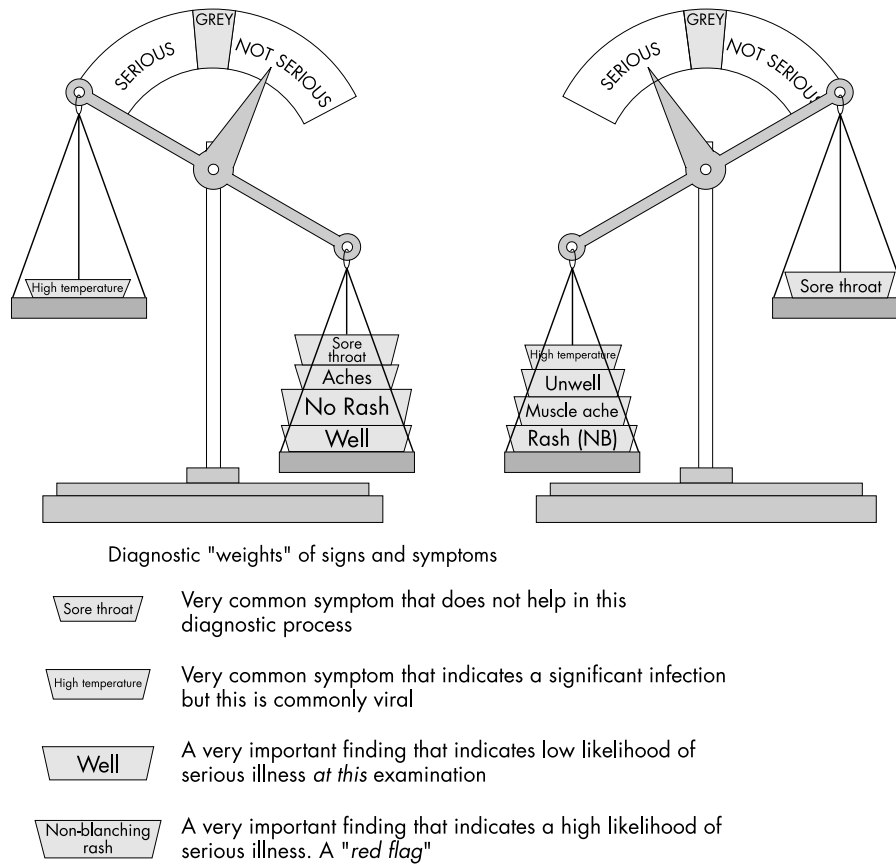 GREY
SERIOUS
NOT SERIOUS
High temperature
Sore
throat
Aches
No Rash
Well
GREY
SERIOUS
NOT SERIOUS
Sore throat
High temperature
Unwell
Muscle ache
Rash (NB)
Diagnostic "weights" of signs and symptoms
Sore throat
Very common symptom that does not help in this
diagnostic process
High temperature
Very common symptom that indicates a significant infection
but this is commonly viral
Well
A very important finding that indicates low likelihood of
serious illness at this examination
Non-blanching
rash
A very important finding that indicates a high likelihood of
serious illness. A "red flag"